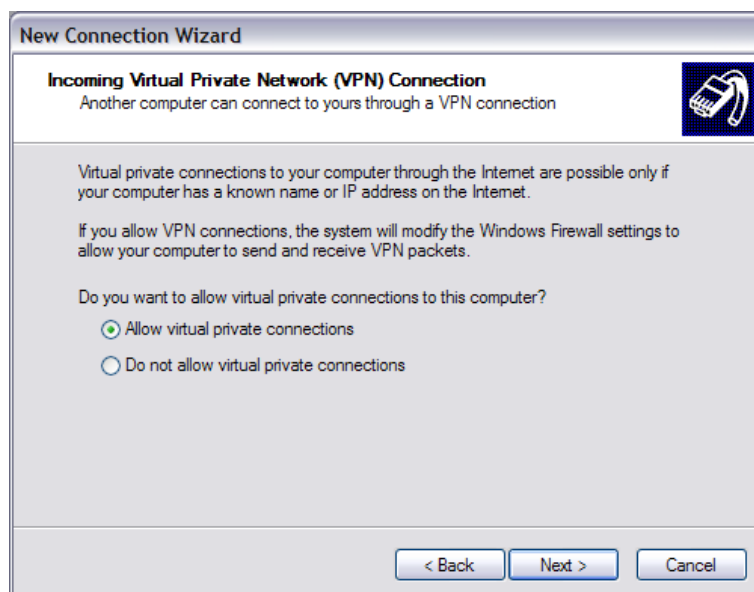 New Connection Wizard
Incoming Virtual Private Network (VPN) Connection
Another computer can connect to yours through a VPN connection
Virtual private connections to your computer through the Internet are possible only if
your computer has a known name or IP address on the Internet.
If you allow VPN connections, the system will modify the Windows Firewall settings to
allow your computer to send and receive VPN packets.
Do you want to allow virtual private connections to this computer?
Allow virtual private connections
Do not allow virtual private connections
< Back Next > Cancel